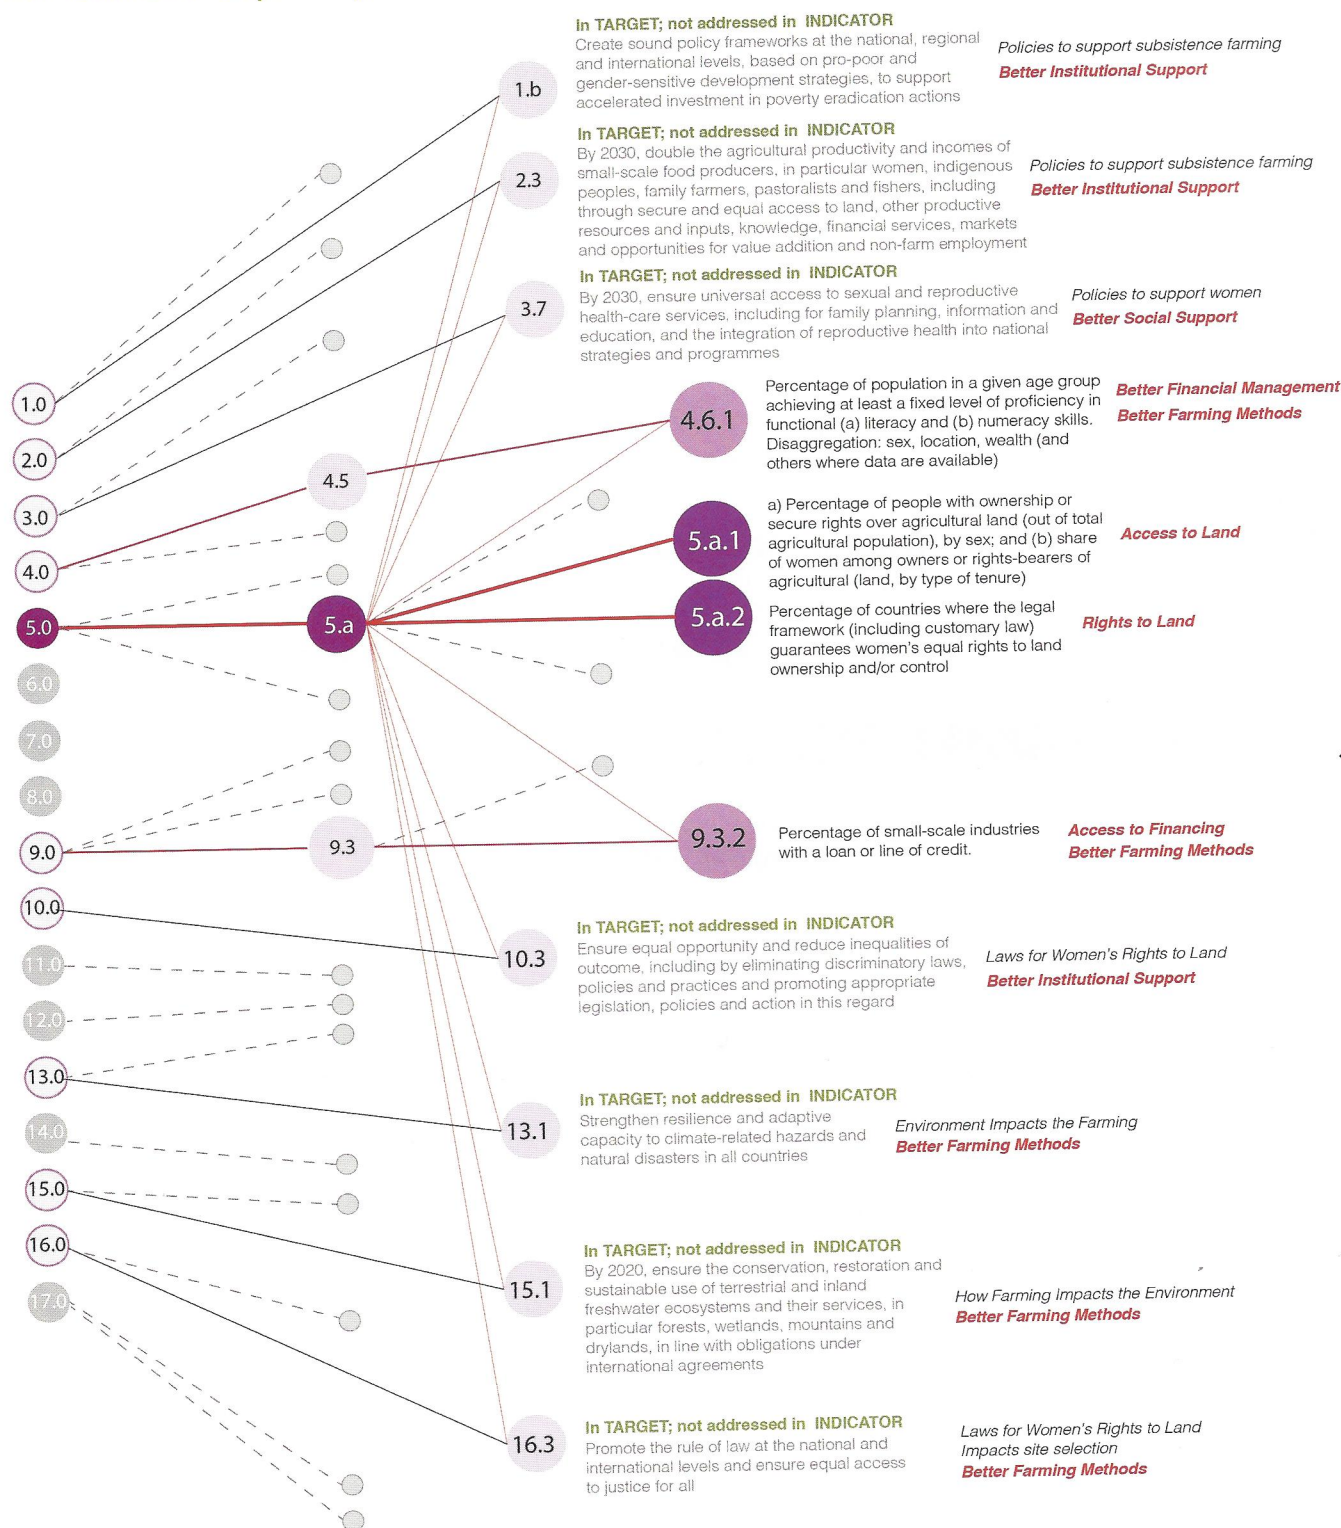 In TARGET; not addressed in INDICATOR
Create sound policy frameworks at the national, regional
and international levels, based on pro-poor and
gender-sensitive development strategies, to support
accelerated investment in poverty eradication actions
Policies to support subsistence farming
Better Institutional Support
1.b
In TARGET; not addressed in INDICATOR
By 2030, double the agricultural productivity and incomes of
small-scale food producers, in particular women, indigenous
peoples, family farmers, pastoralists and fishers, including
through secure and equal access to land, other productive
resources and inputs, knowledge, financial services, markets
and opportunities for value addition and non-farm employment
Policies to support subsistence farming
Better Institutional Support
2.3
In TARGET; not addressed in INDICATOR
By 2030, ensure universal access to sexual and reproductive
health-care services, including for family planning, information and
education, and the integration of reproductive health into national
strategies and programmes
Policies to support women
Better Social Support
3.7
1.0
2.0
3.0
4.0
5.0
6.0
7.0
8.0
9.0
10.0
11.0
12.0
13.0
14.0
15.0
16.0
17.0
4.5
5.a
9.3
4.6.1
Percentage of population in a given age group
achieving at least a fixed level of proficiency in
functional (a) literacy and (b) numeracy skills.
Disaggregation: sex, location, wealth (and
others where data are available)
Better Financial Management
Better Farming Methods
5.a.1
a) Percentage of people with ownership or
secure rights over agricultural land (out of total
agricultural population), by sex; and (b) share
of women among owners or rights-bearers of
agricultural (land, by type of tenure)
Access to Land
5.a.2
Percentage of countries where the legal
framework (including customary law)
guarantees women's equal rights to land
ownership and/or control
Rights to Land
9.3.2
Percentage of small-scale industries
with a loan or line of credit.
Access to Financing
Better Farming Methods
10.3
In TARGET; not addressed in INDICATOR
Ensure equal opportunity and reduce inequalities of
outcome, including by eliminating discriminatory laws,
policies and practices and promoting appropriate
legislation, policies and action in this regard
Laws for Women's Rights to Land
Better Institutional Support
13.1
In TARGET; not addressed in INDICATOR
Strengthen resilience and adaptive
capacity to climate-related hazards and
natural disasters in all countries
Environment Impacts the Farming
Better Farming Methods
15.1
In TARGET; not addressed in INDICATOR
By 2020, ensure the conservation, restoration and
sustainable use of terrestrial and inland
freshwater ecosystems and their services, in
particular forests, wetlands, mountains and
drylands, in line with obligations under
international agreements
How Farming Impacts the Environment
Better Farming Methods
16.3
In TARGET; not addressed in INDICATOR
Promote the rule of law at the national and
international levels and ensure equal access
to justice for all
Laws for Women's Rights to Land
Impacts site selection
Better Farming Methods